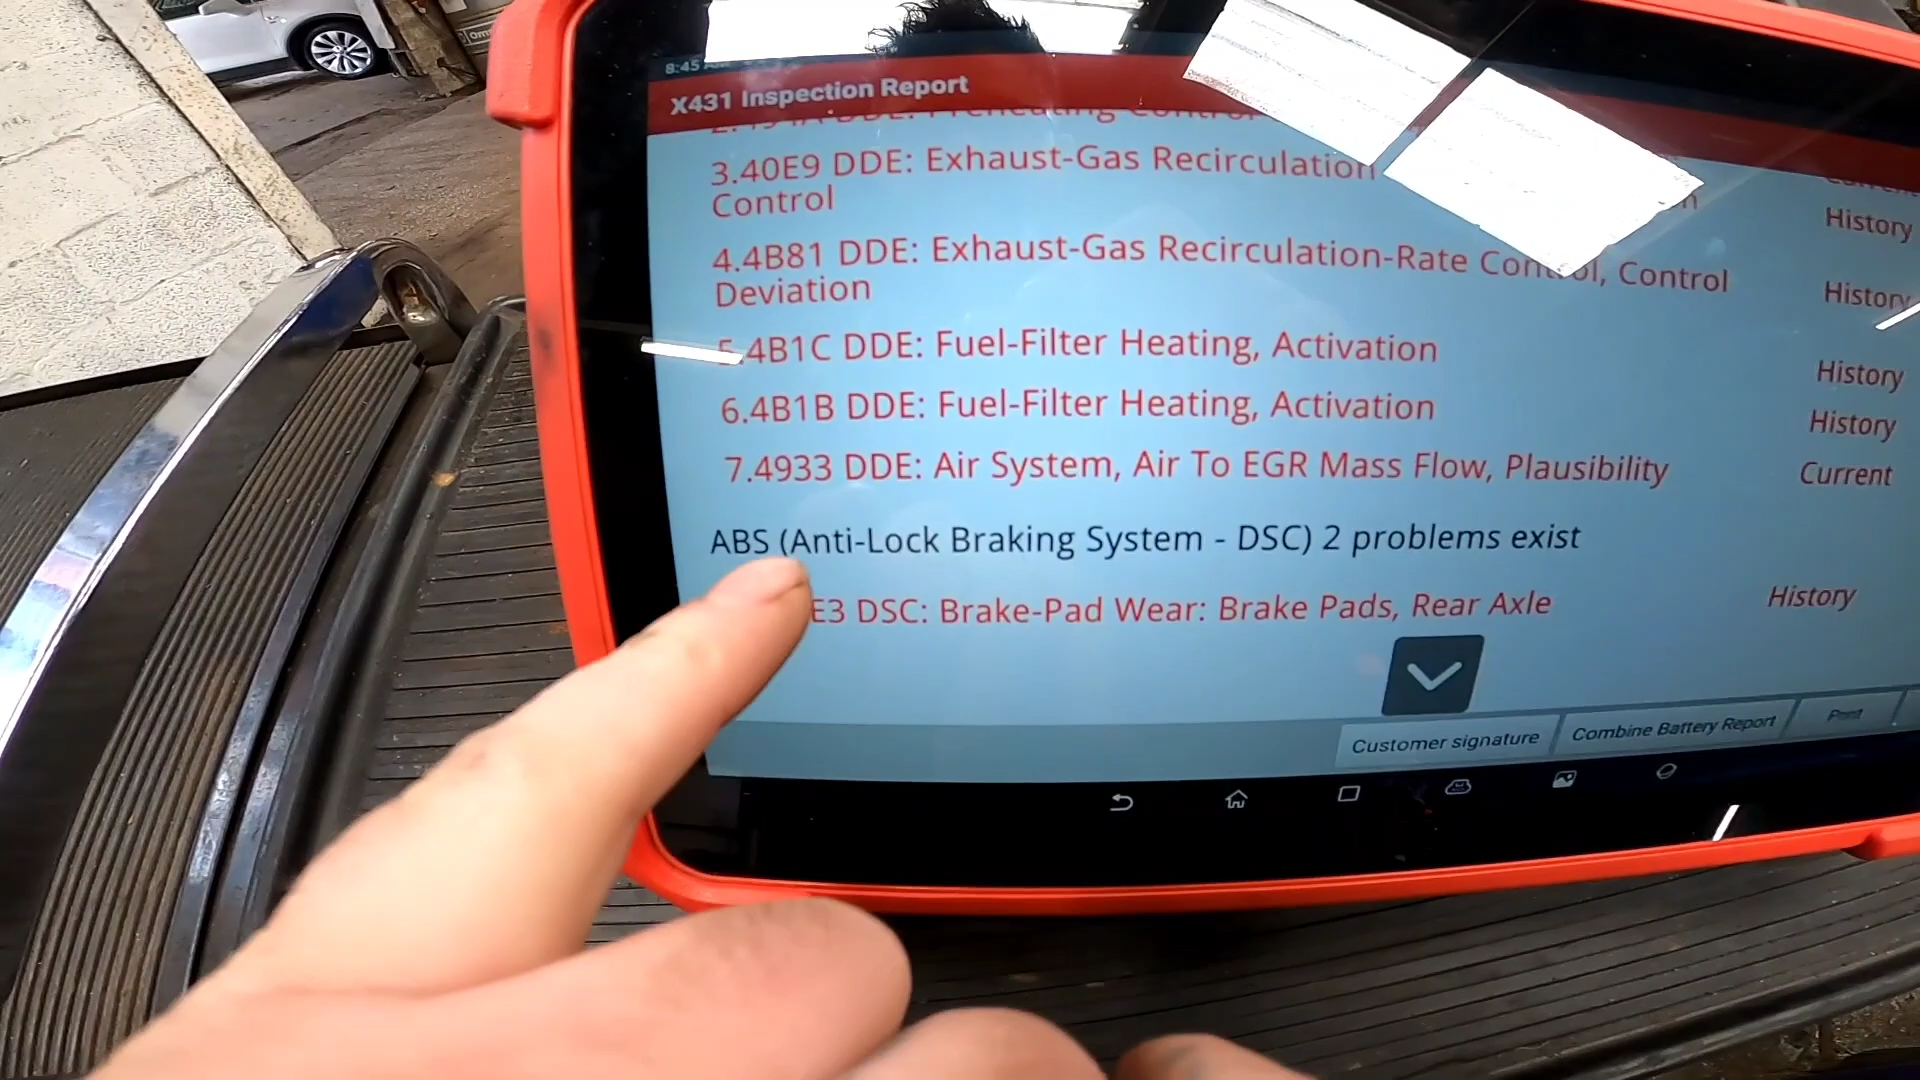 8:45
X431 Inspection Report
3.40E9 DDE: Exhaust-Gas Recirculation
Control
History
4.4B81 DDE: Exhaust-Gas Recirculation-Rate Control, Control
Deviation
History
5.4B1C DDE: Fuel-Filter Heating, Activation
History
6.4B1B DDE: Fuel-Filter Heating, Activation
History
7.4933 DDE: Air System, Air To EGR Mass Flow, Plausibility
Current
ABS (Anti-Lock Braking System - DSC) 2 problems exist
E3 DSC: Brake-Pad Wear: Brake Pads, Rear Axle
History
Customer signature
Combine Battery Report
Print